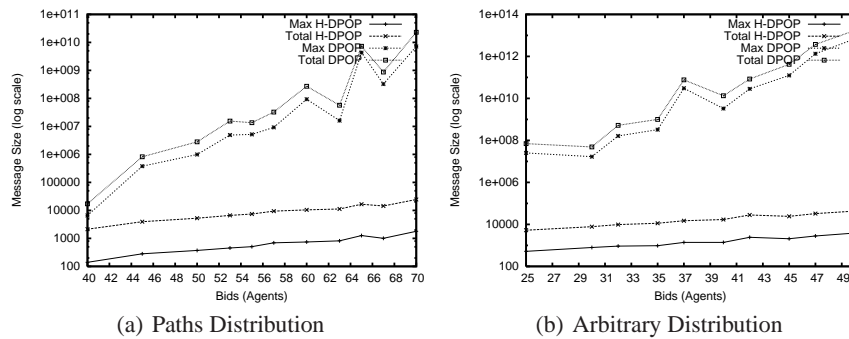 Max H-DPOP
Total H-DPOP
Max DPOP
Total DPOP
Message Size (log scale)
1e+011
1e+010
1e+009
1e+008
1e+007
1e+006
100000
10000
1000
100
40 42 44 46 48 50 52 54 56 58 60 62 64 66 68 70
Bids (Agents)
(a) Paths Distribution
Max H-DPOP
Total H-DPOP
Max DPOP
Total DPOP
Message Size (log scale)
1e+014
1e+012
1e+010
1e+008
1e+006
10000
100
25 27 30 32 35 37 40 42 45 47 49
Bids (Agents)
(b) Arbitrary Distribution